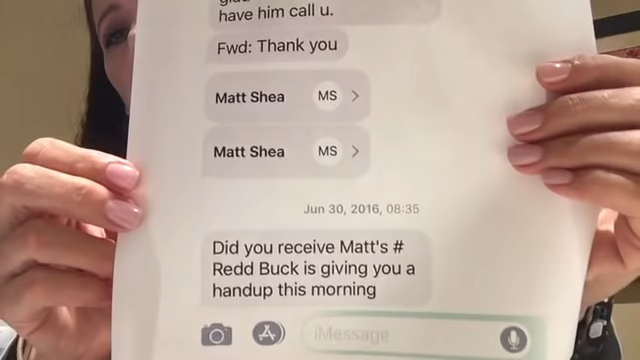 have him call u.
Fwd: Thank you
Matt Shea MS
Matt Shea MS
Jun 30, 2016, 08:35
Did you receive Matt's #
Redd Buck is giving you a
handup this morning
iMessage